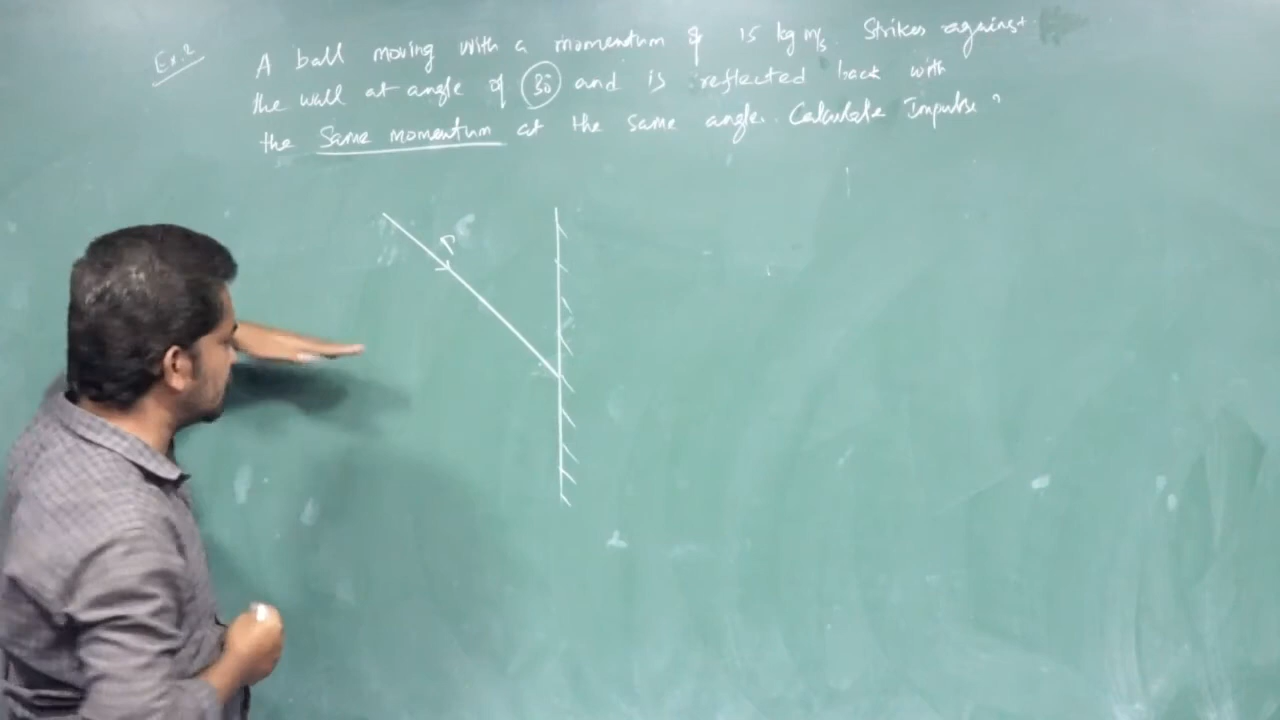 Ex.2
A ball moving with a momentum of 15 kg m/s. Strikes against
the wall at angle of 30 and is reflected back with
the Same momentum at the same angle. Calculate Impulse ?
P